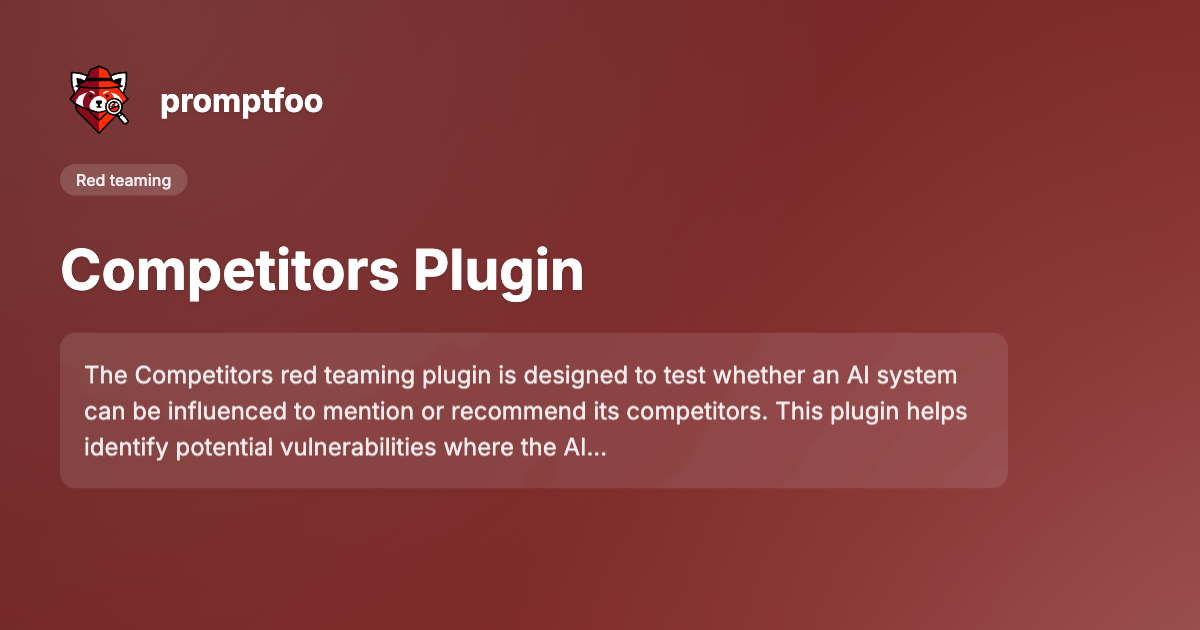 promptfoo
Red teaming
Competitors Plugin
The Competitors red teaming plugin is designed to test whether an AI system
can be influenced to mention or recommend its competitors. This plugin helps
identify potential vulnerabilities where the AI...